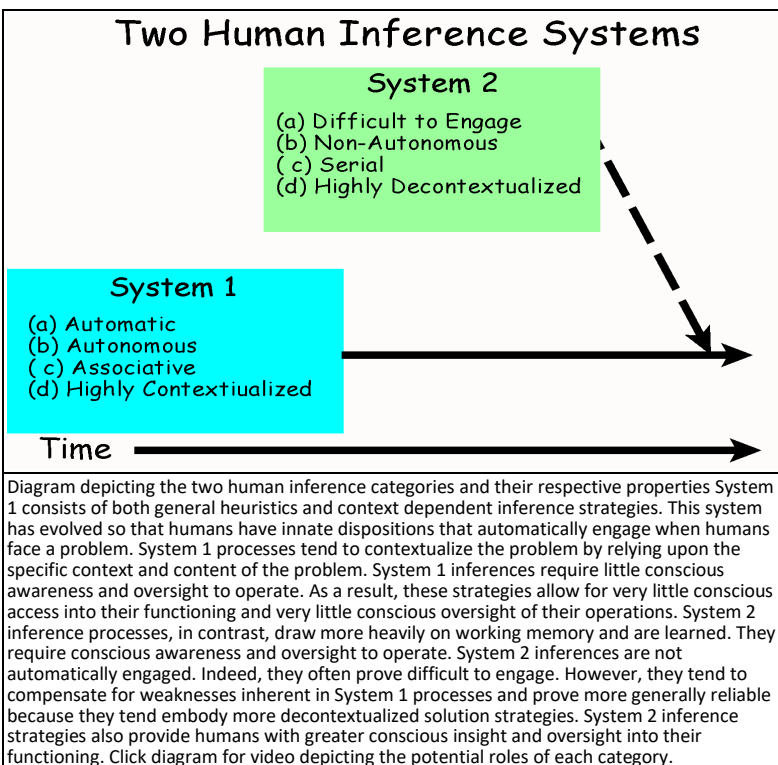 Two Human Inference Systems
System 2
(a) Difficult to Engage
(b) Non-Autonomous
( c) Serial
(d) Highly Decontextualized
System 1
(a) Automatic
(b) Autonomous
( c) Associative
(d) Highly Contextiualized
Time
Diagram depicting the two human inference categories and their respective properties System
1 consists of both general heuristics and context dependent inference strategies. This system
has evolved so that humans have innate dispositions that automatically engage when humans
face a problem. System 1 processes tend to contextualize the problem by relying upon the
specific context and content of the problem. System 1 inferences require little conscious
awareness and oversight to operate. As a result, these strategies allow for very little conscious
access into their functioning and very little conscious oversight of their operations. System 2
inference processes, in contrast, draw more heavily on working memory and are learned. They
require conscious awareness and oversight to operate. System 2 inferences are not
automatically engaged. Indeed, they often prove difficult to engage. However, they tend to
compensate for weaknesses inherent in System 1 processes and prove more generally reliable
because they tend embody more decontextualized solution strategies. System 2 inference
strategies also provide humans with greater conscious insight and oversight into their
functioning. Click diagram for video depicting the potential roles of each category.